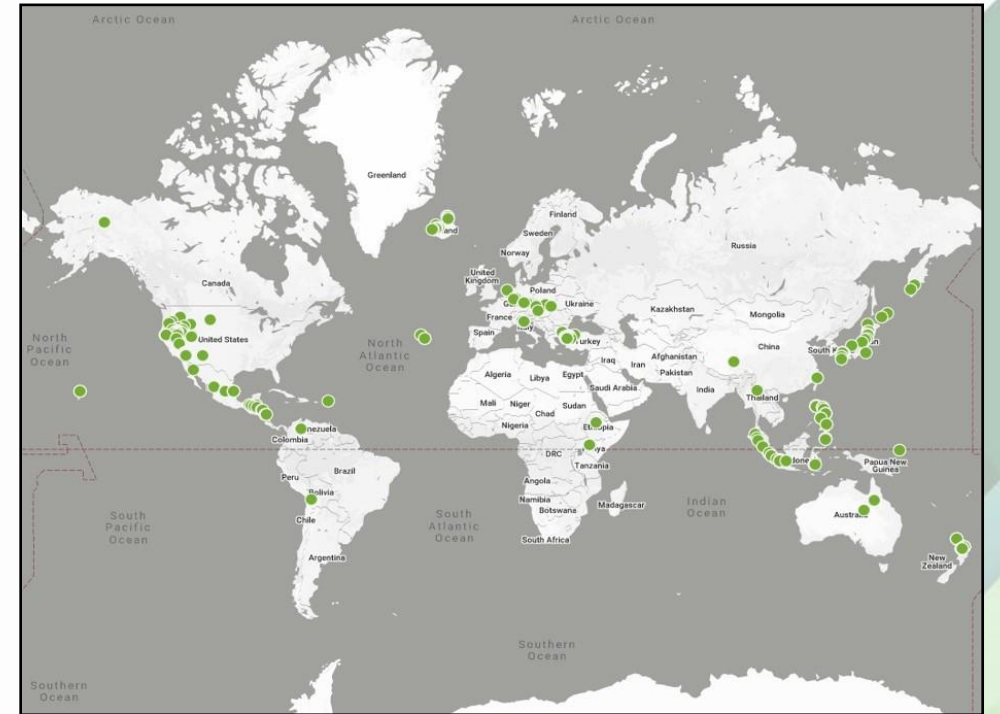 Arctic Ocean
Arctic Ocean
Greenland
Finland
Sweden
Norway
Russia
United
Kingdom
Canada
Poland
Ukraine
France
Kazakhstan
Mongolia
Spain
Turkey
North
Pacific
Ocean
United States
North
Atlantic
Ocean
China
Iraq
Iran
Afghanistan
Pakistan
Algeria
Libya
Egypt
Saudi Arabia
India
Mali
Niger
Chad
Sudan
Thailand
Nigeria
Colombia
DRC
Tanzania
Papua New
Guinea
Peru
Brazil
Bolivia
Angola
Namibia
Botswana
Madagascar
Indian
Ocean
South
Pacific
Ocean
South
Atlantic
Ocean
Chile
South Africa
Argentina
New
Zealand
Southern
Ocean
Southern
Ocean